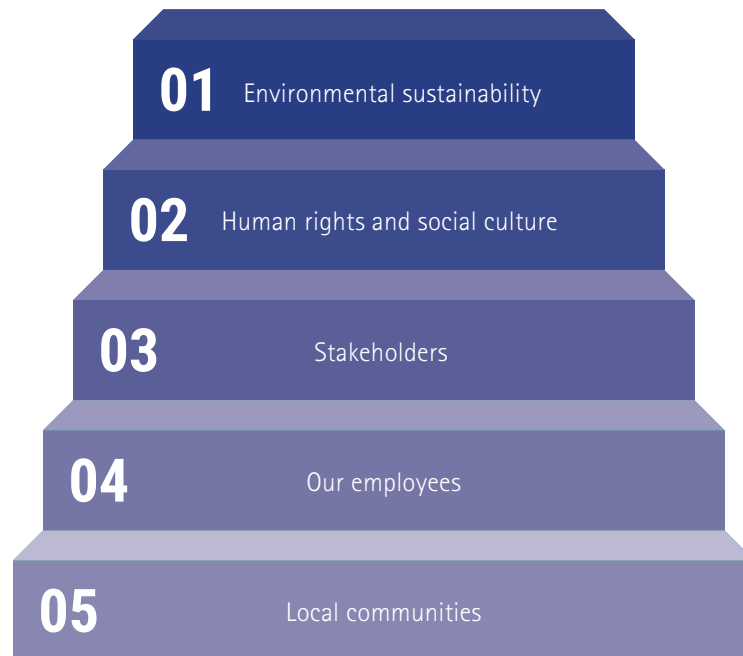 01 Environmental sustainability
02 Human rights and social culture
03 Stakeholders
04 Our employees
05 Local communities